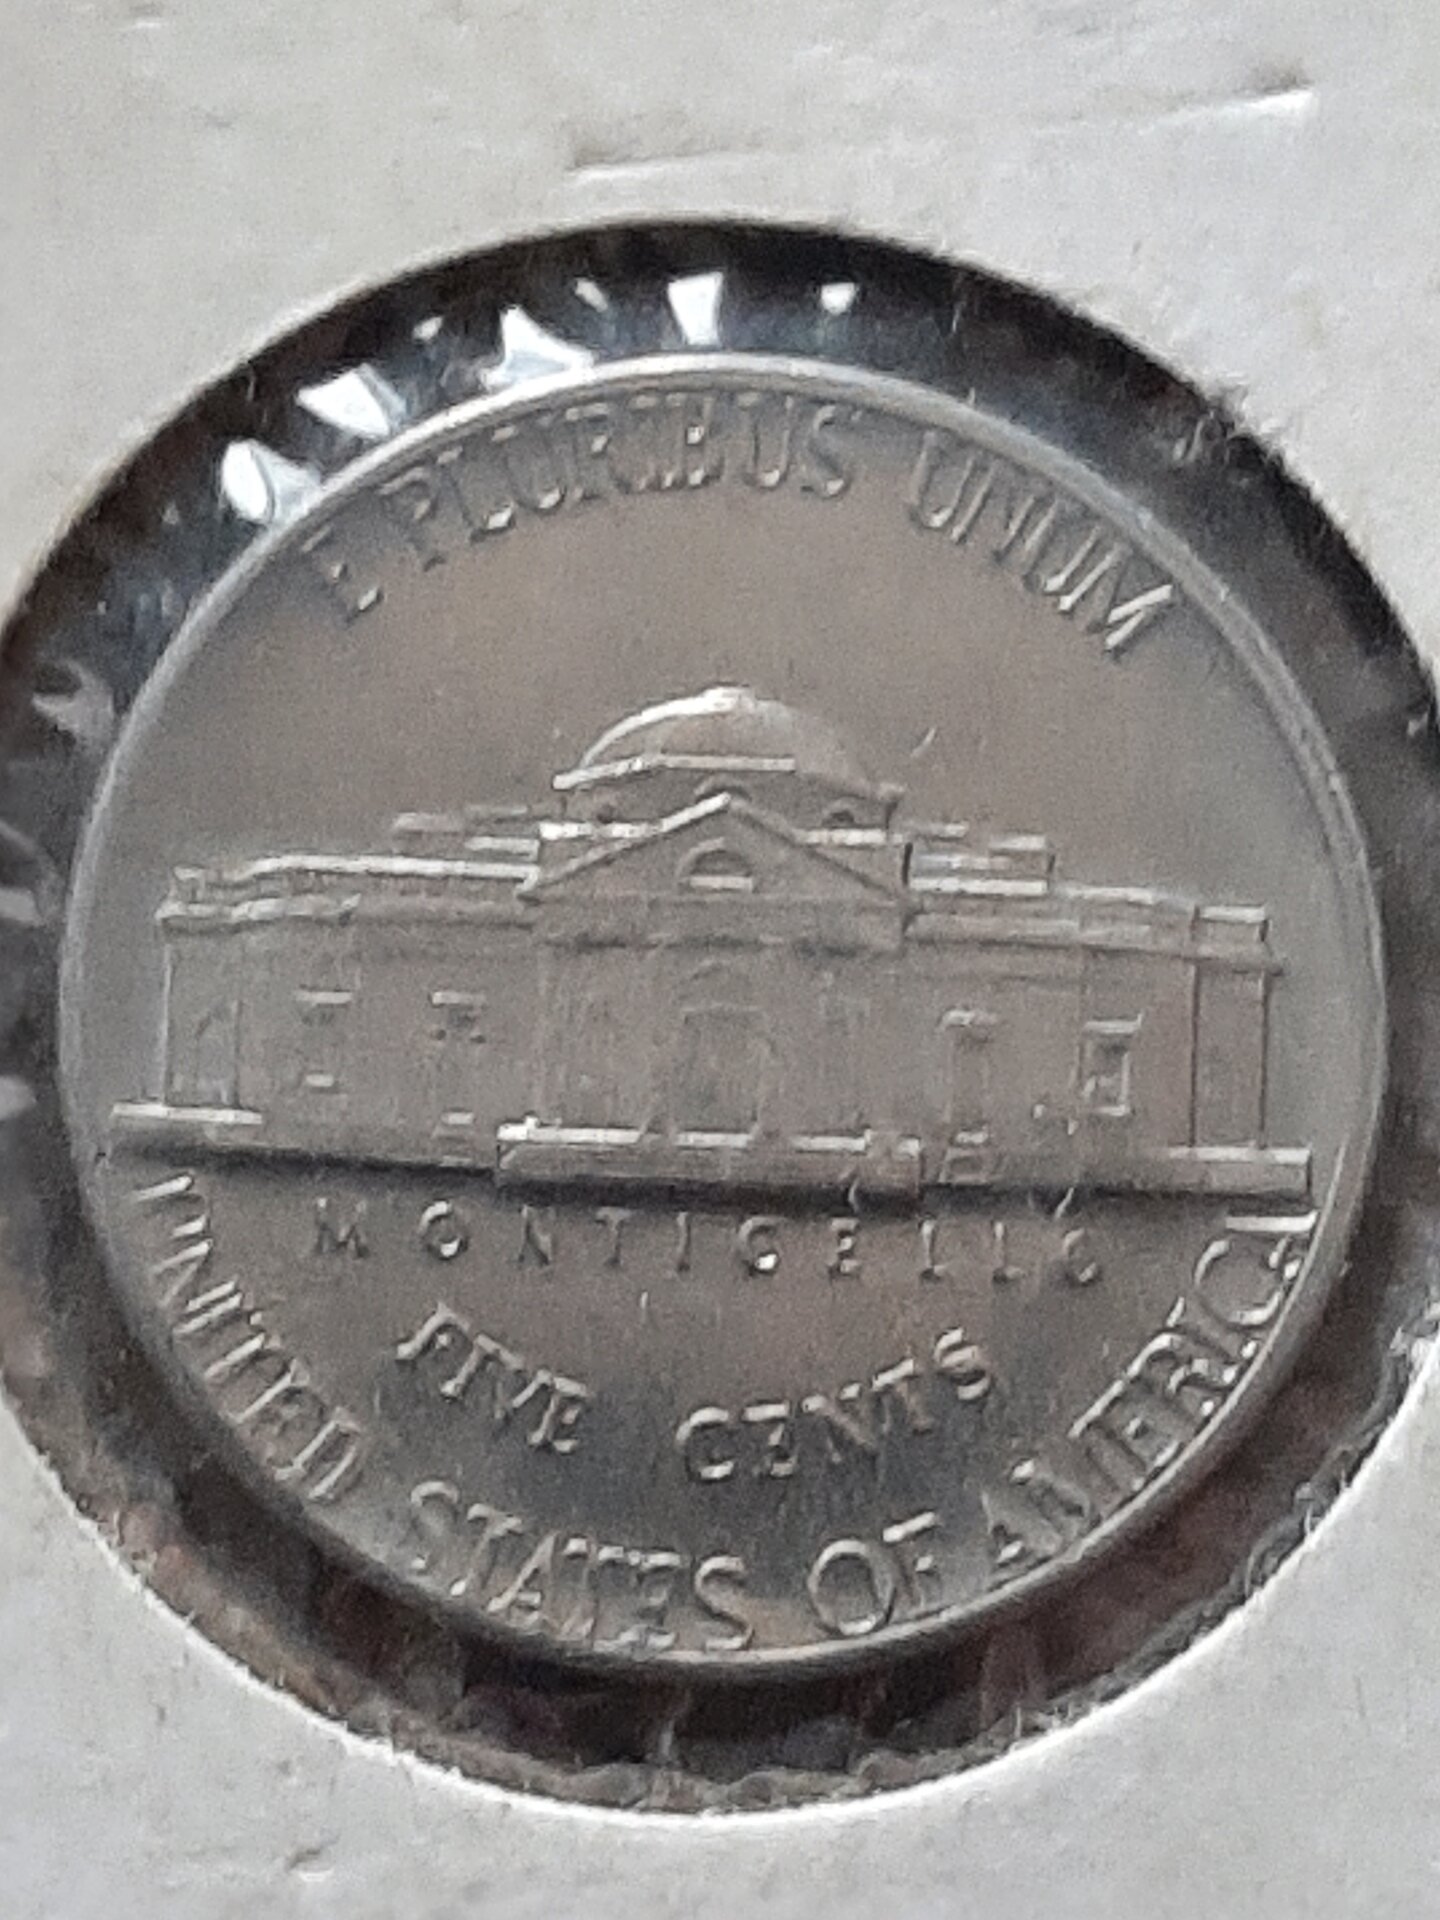 E PLURIBUS UNUM
MONTICELLO
FIVE CENTS
UNITED STATES OF AMERICA